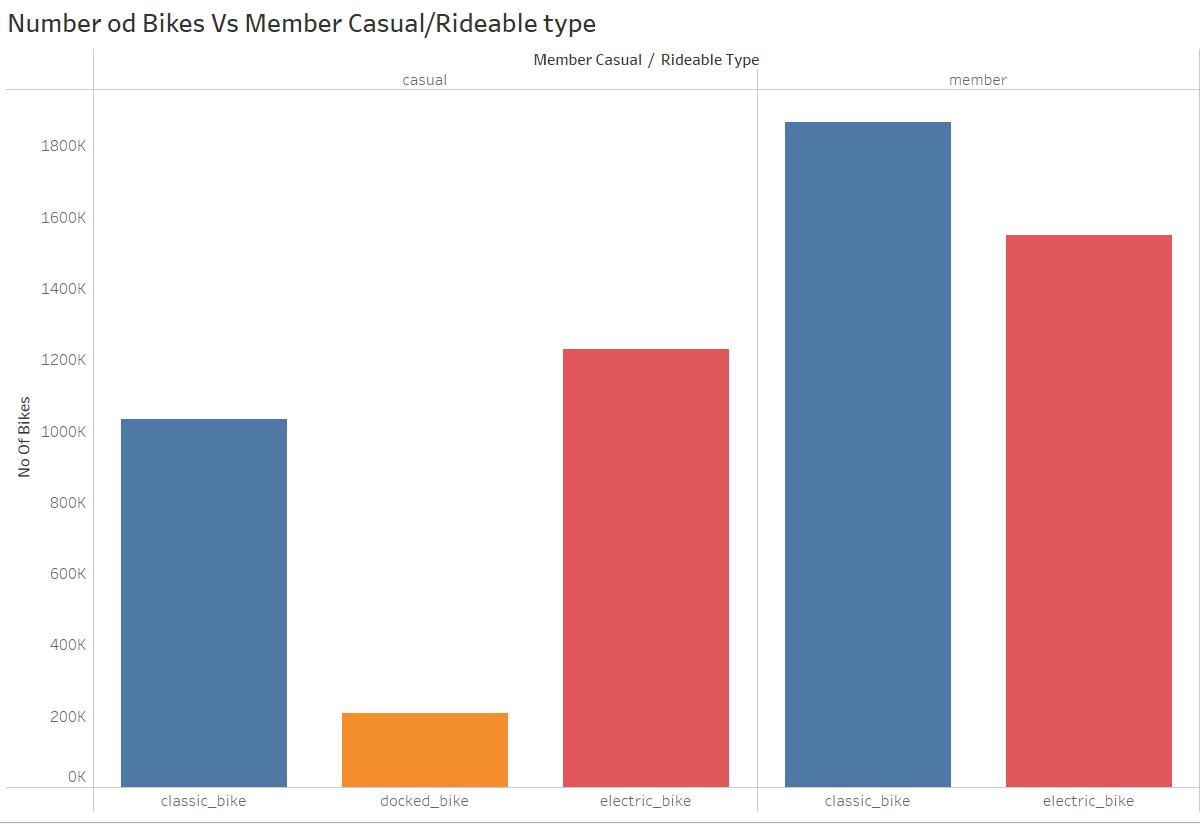 Number od Bikes Vs Member Casual/Rideable type
Member Casual / Rideable Type
casual
member
1800K
1600K
1400K
1200K
1000K
800K
600K
400K
200K
0K
No Of Bikes
classic_bike
docked_bike
electric_bike
classic_bike
electric_bike